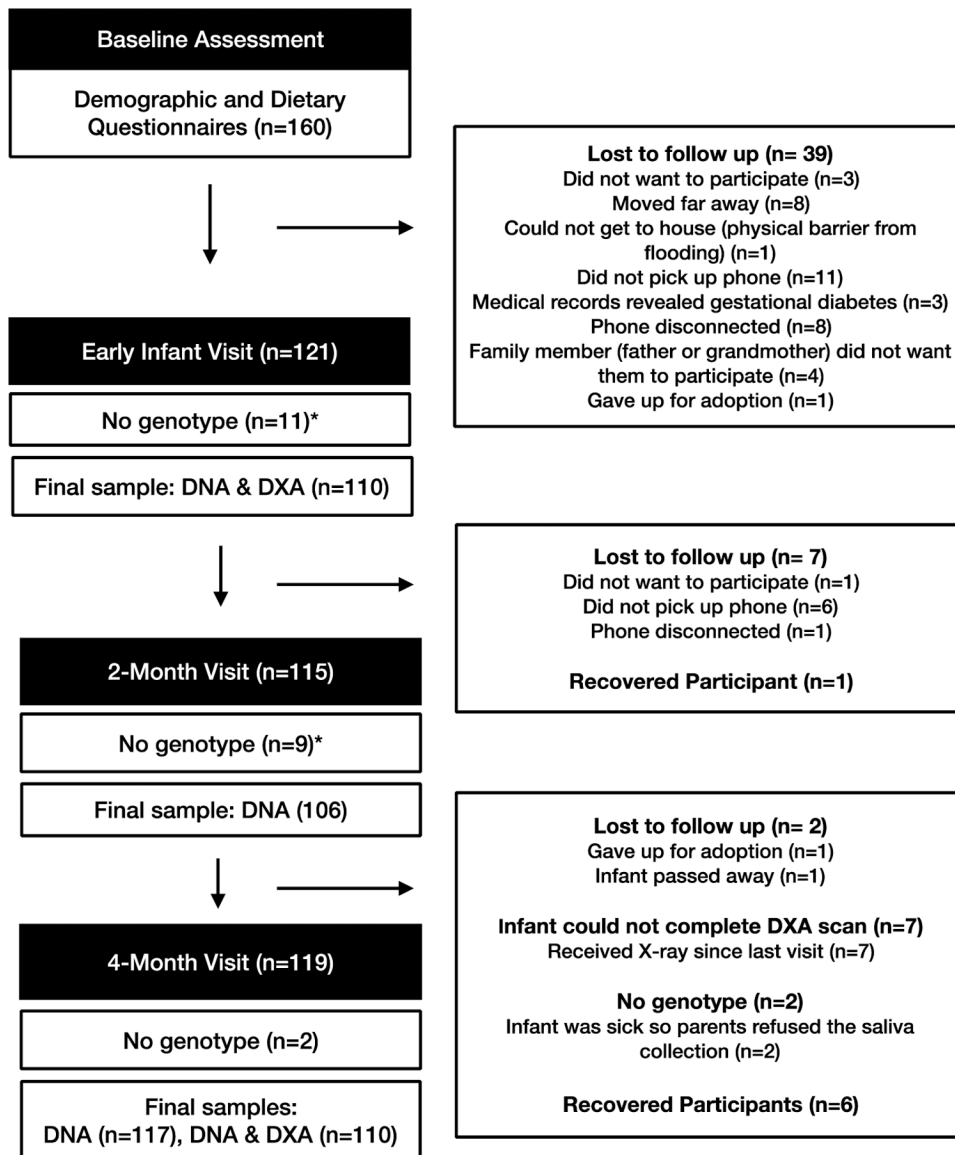 Baseline Assessment
Demographic and Dietary
Questionnaires (n=160)
Lost to follow up (n= 39)
Did not want to participate (n=3)
Moved far away (n=8)
Could not get to house (physical barrier from
flooding) (n=1)
Did not pick up phone (n=11)
Medical records revealed gestational diabetes (n=3)
Phone disconnected (n=8)
Family member (father or grandmother) did not want
them to participate (n=4)
Gave up for adoption (n=1)
Early Infant Visit (n=121)
No genotype (n=11)*
Final sample: DNA & DXA (n=110)
Lost to follow up (n= 7)
Did not want to participate (n=1)
Did not pick up phone (n=6)
Phone disconnected (n=1)
Recovered Participant (n=1)
2-Month Visit (n=115)
No genotype (n=9)*
Final sample: DNA (106)
Lost to follow up (n= 2)
Gave up for adoption (n=1)
Infant passed away (n=1)
Infant could not complete DXA scan (n=7)
Received X-ray since last visit (n=7)
No genotype (n=2)
Infant was sick so parents refused the saliva
collection (n=2)
Recovered Participants (n=6)
4-Month Visit (n=119)
No genotype (n=2)
Final samples:
DNA (n=117), DNA & DXA (n=110)